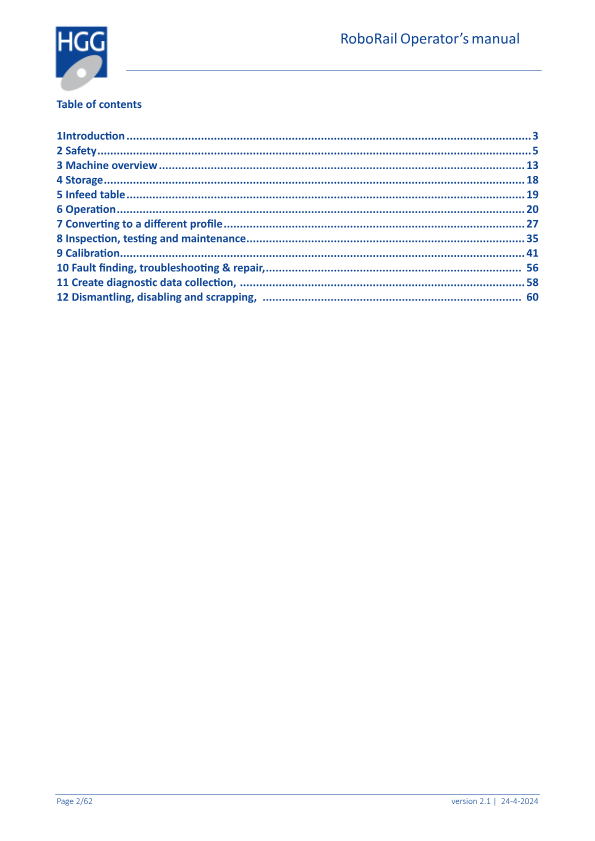 HGG
RoboRail Operator's manual
Table of contents
1Introduction 3
2 Safety 5
3 Machine overview 13
4 Storage 18
5 Infeed table 19
6 Operation 20
7 Converting to a different profile 27
8 Inspection, testing and maintenance 35
9 Calibration 41
10 Fault finding, troubleshooting & repair, 56
11 Create diagnostic data collection, 58
12 Dismantling, disabling and scrapping, 60
Page 2/62
version 2.1 | 24-4-2024